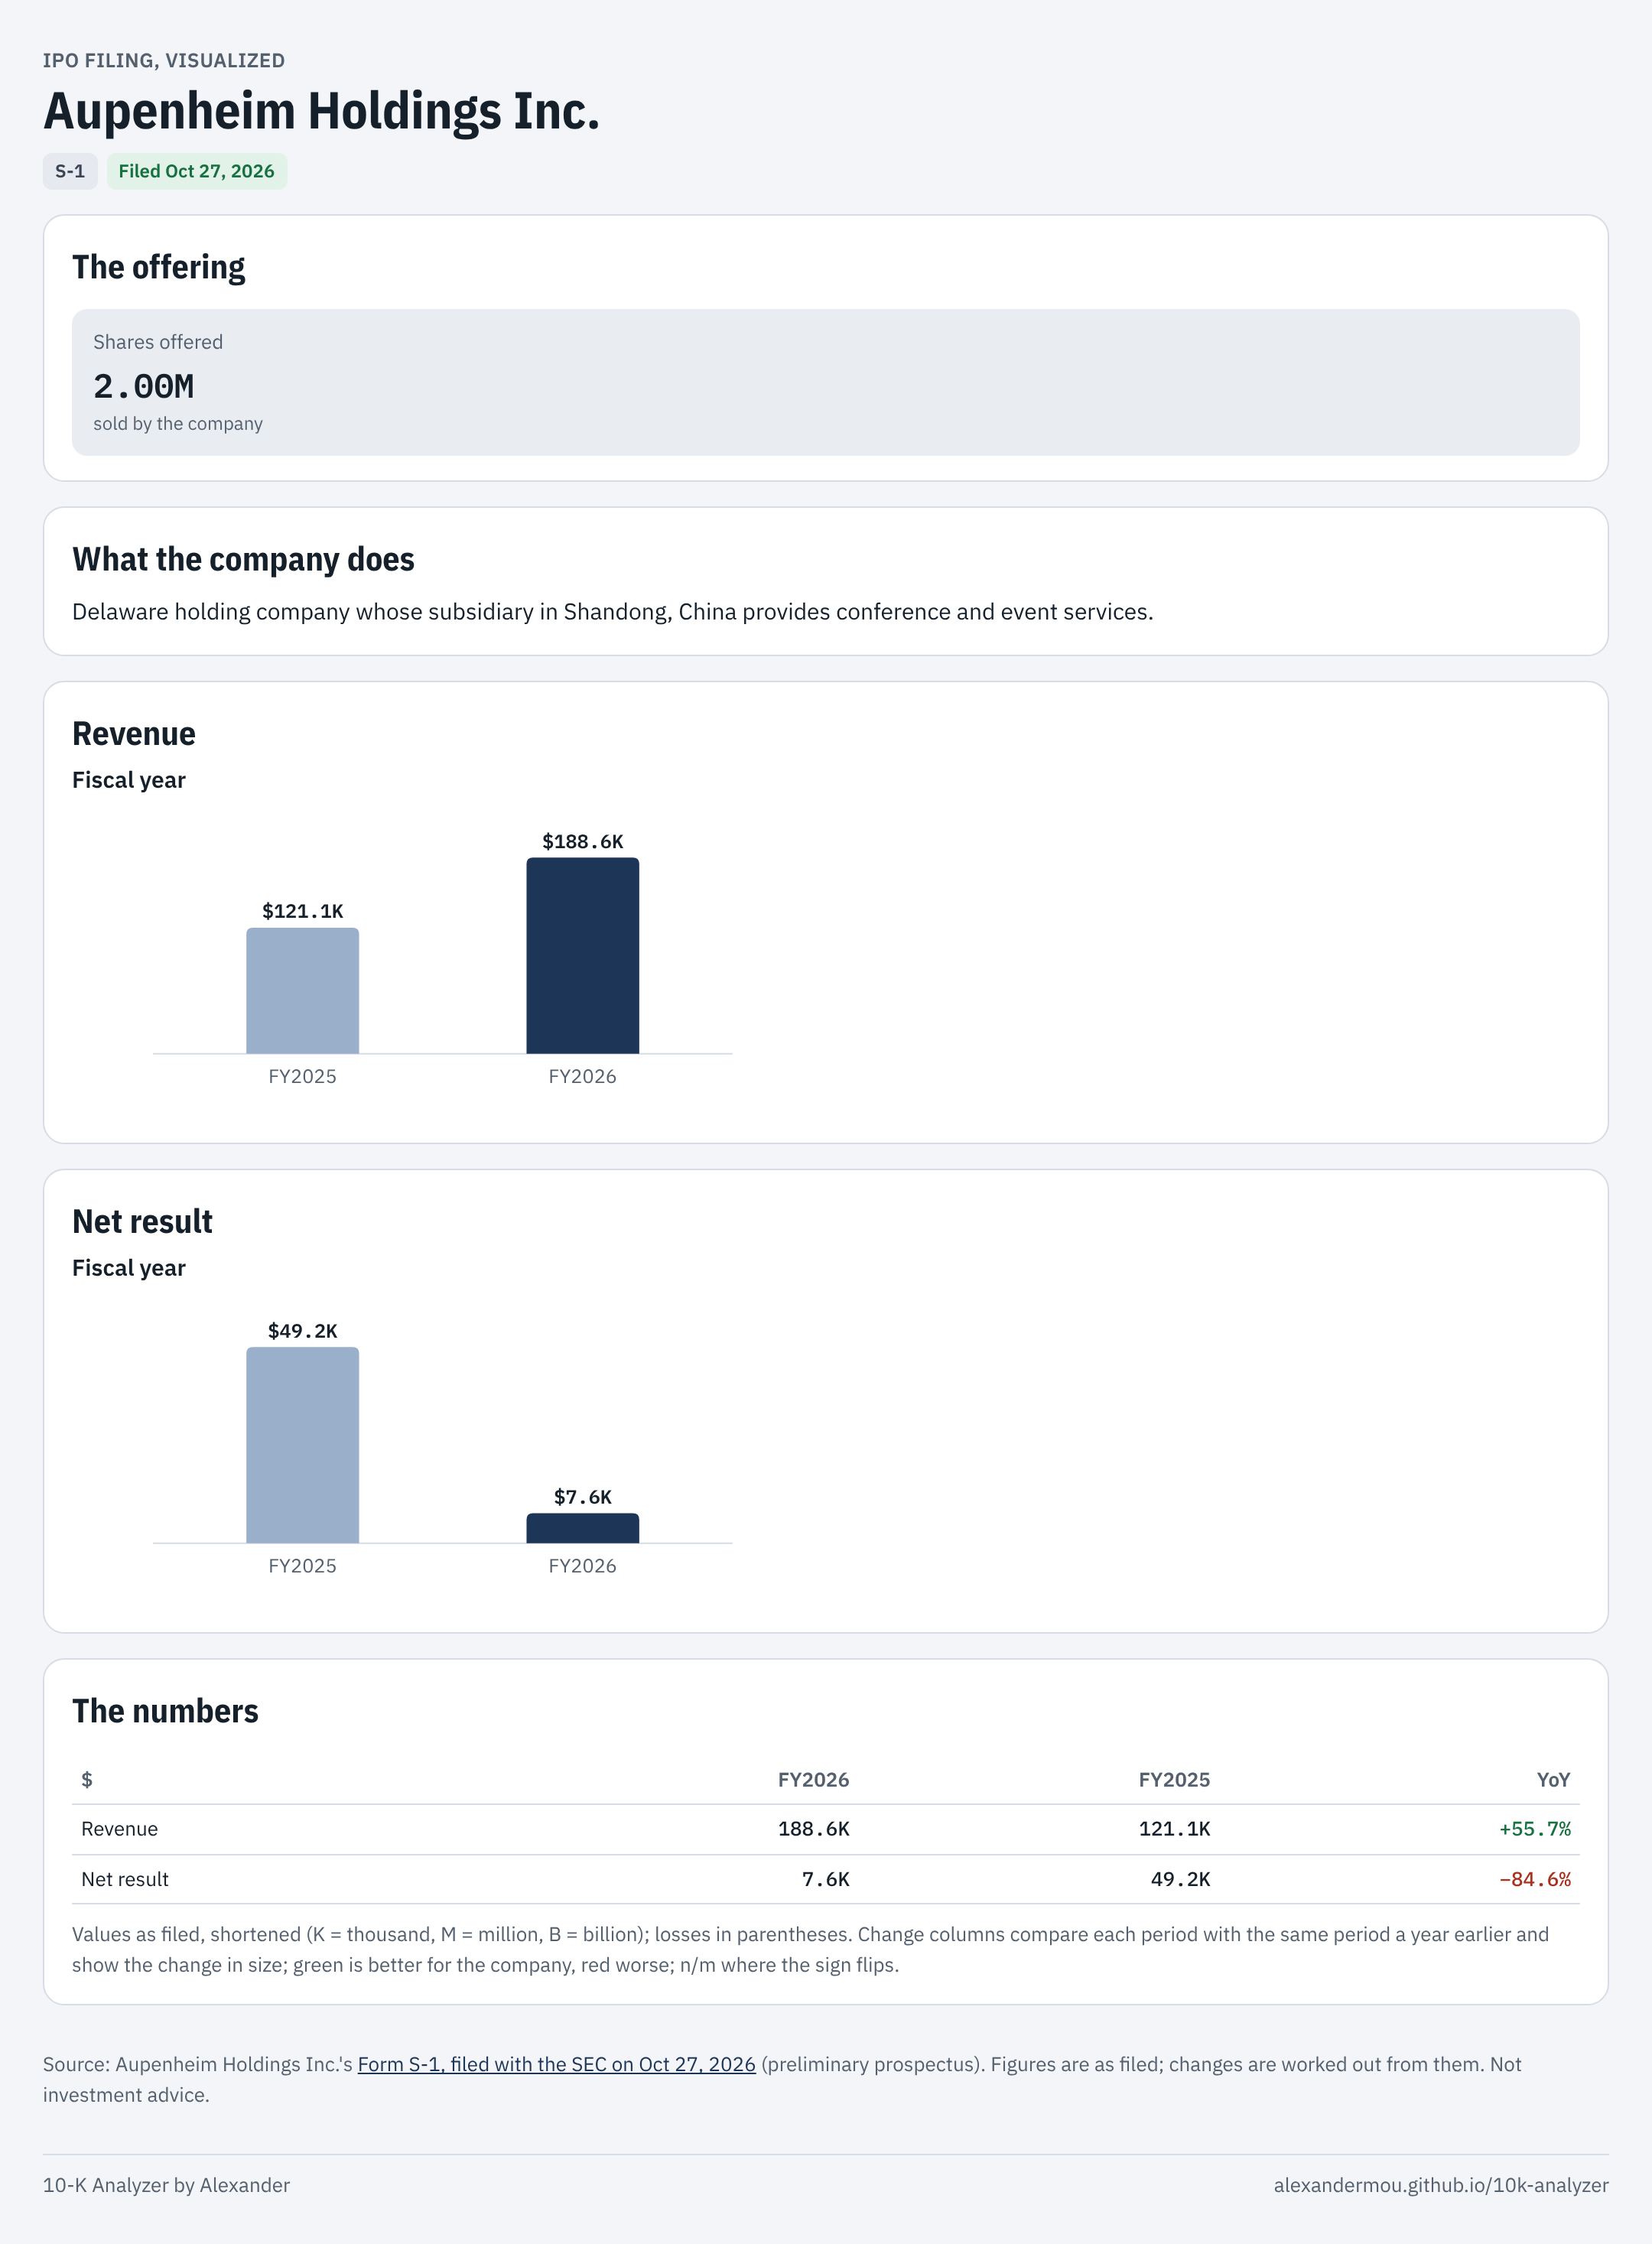 IPO FILING, VISUALIZED
Aupenheim Holdings Inc.
S-1 Filed Oct 27, 2026
The offering
Shares offered
2.00M
sold by the company
What the company does
Delaware holding company whose subsidiary in Shandong, China provides conference and event services.
Revenue
Fiscal year
$121.1K $188.6K
FY2025 FY2026
Net result
Fiscal year
$49.2K $7.6K
FY2025 FY2026
The numbers
$ FY2026 FY2025 YoY
Revenue 188.6K 121.1K +55.7%
Net result 7.6K 49.2K −84.6%
Values as filed, shortened (K = thousand, M = million, B = billion); losses in parentheses. Change columns compare each period with the same period a year earlier and
show the change in size; green is better for the company, red worse; n/m where the sign flips.
Source: Aupenheim Holdings Inc.'s Form S-1, filed with the SEC on Oct 27, 2026 (preliminary prospectus). Figures are as filed; changes are worked out from them. Not
investment advice.
10-K Analyzer by Alexander alexandermou.github.io/10k-analyzer